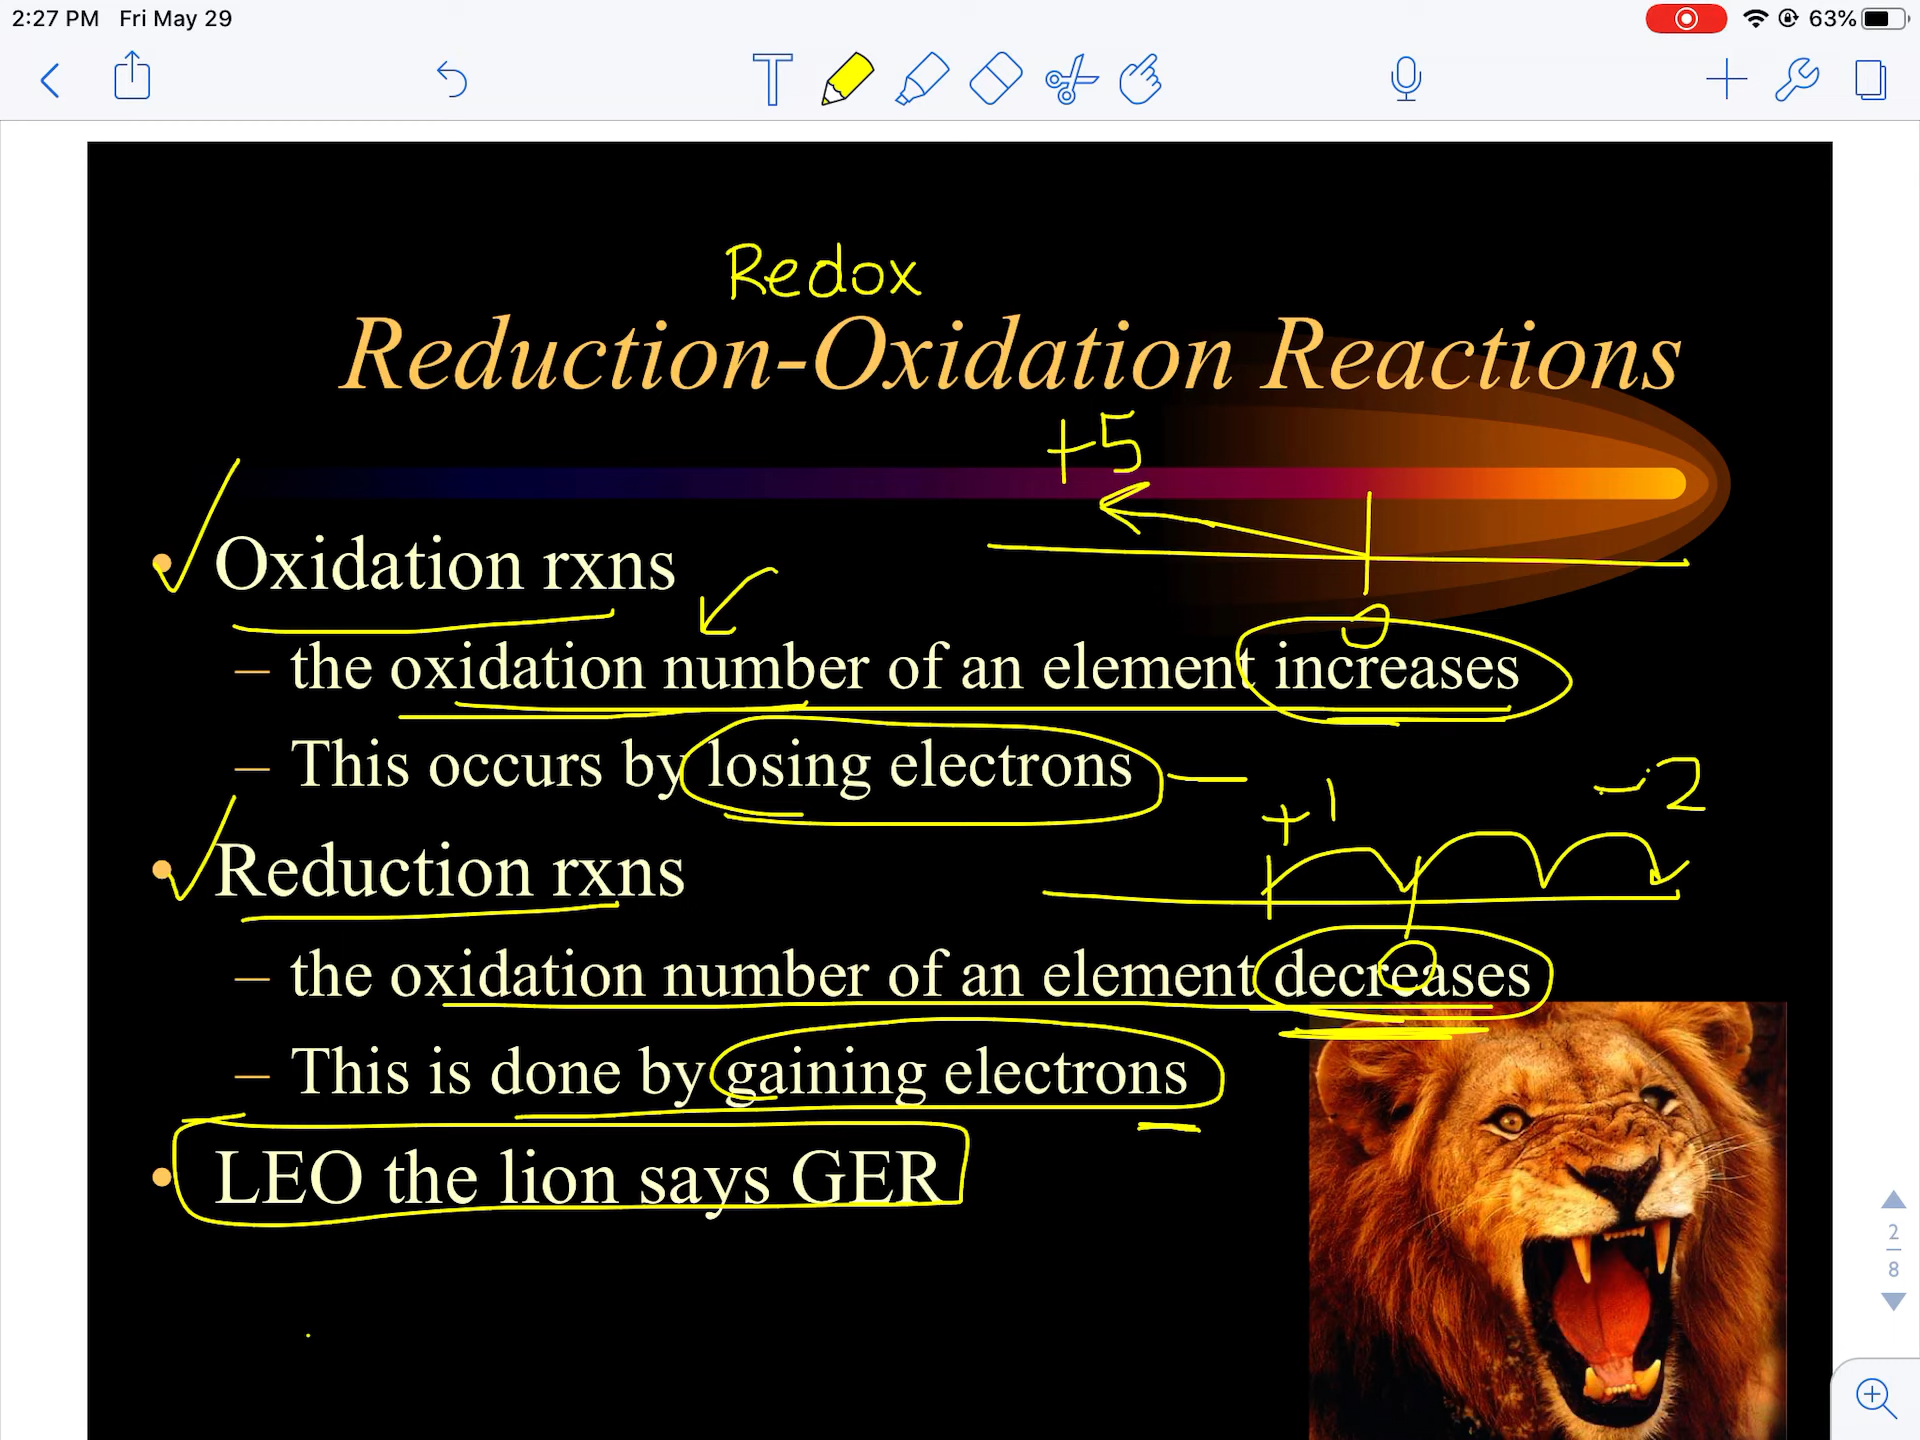 2:27 PM Fri May 29
63%
T
Redox
Reduction-Oxidation Reactions
+5
• Oxidation rxns
0
– the oxidation number of an element increases
– This occurs by losing electrons
+1
-2
• Reduction rxns
0
– the oxidation number of an element decreases
– This is done by gaining electrons
• LEO the lion says GER
2
8